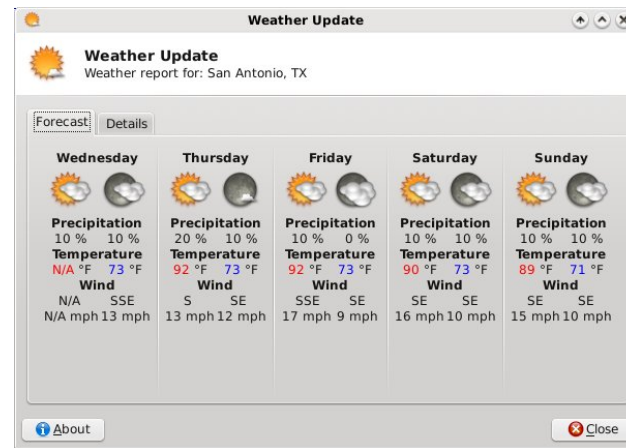 Weather Update
Weather Update
Weather report for: San Antonio, TX
Forecast Details
Wednesday Thursday Friday Saturday Sunday
Precipitation Precipitation Precipitation Precipitation Precipitation
10 % 10 % 20 % 10 % 10 % 0 % 10 % 10 % 10 % 10 %
Temperature Temperature Temperature Temperature Temperature
N/A °F 73 °F 92 °F 73 °F 92 °F 73 °F 90 °F 73 °F 89 °F 71 °F
Wind Wind Wind Wind Wind
N/A SSE S SE SSE SE SE SE SE SE
N/A mph 13 mph 13 mph 12 mph 17 mph 9 mph 16 mph 10 mph 15 mph 10 mph
About Close